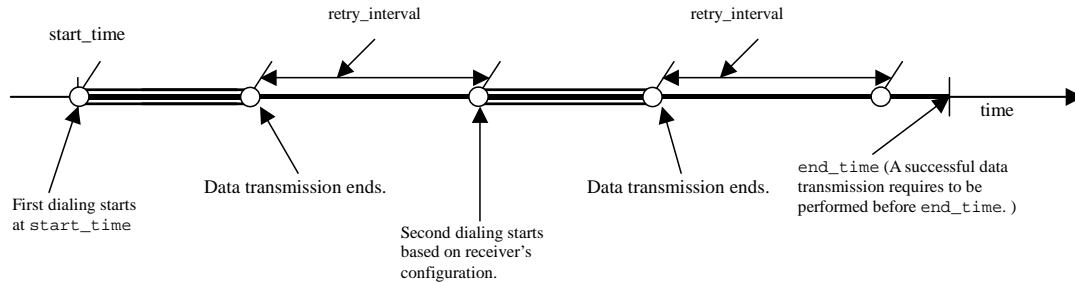 retry_interval
retry_interval
start_time
time
First dialing starts
at start_time
Data transmission ends.
Second dialing starts
based on receiver's
configuration.
Data transmission ends.
end_time (A successful data
transmission requires to be
performed before end_time. )